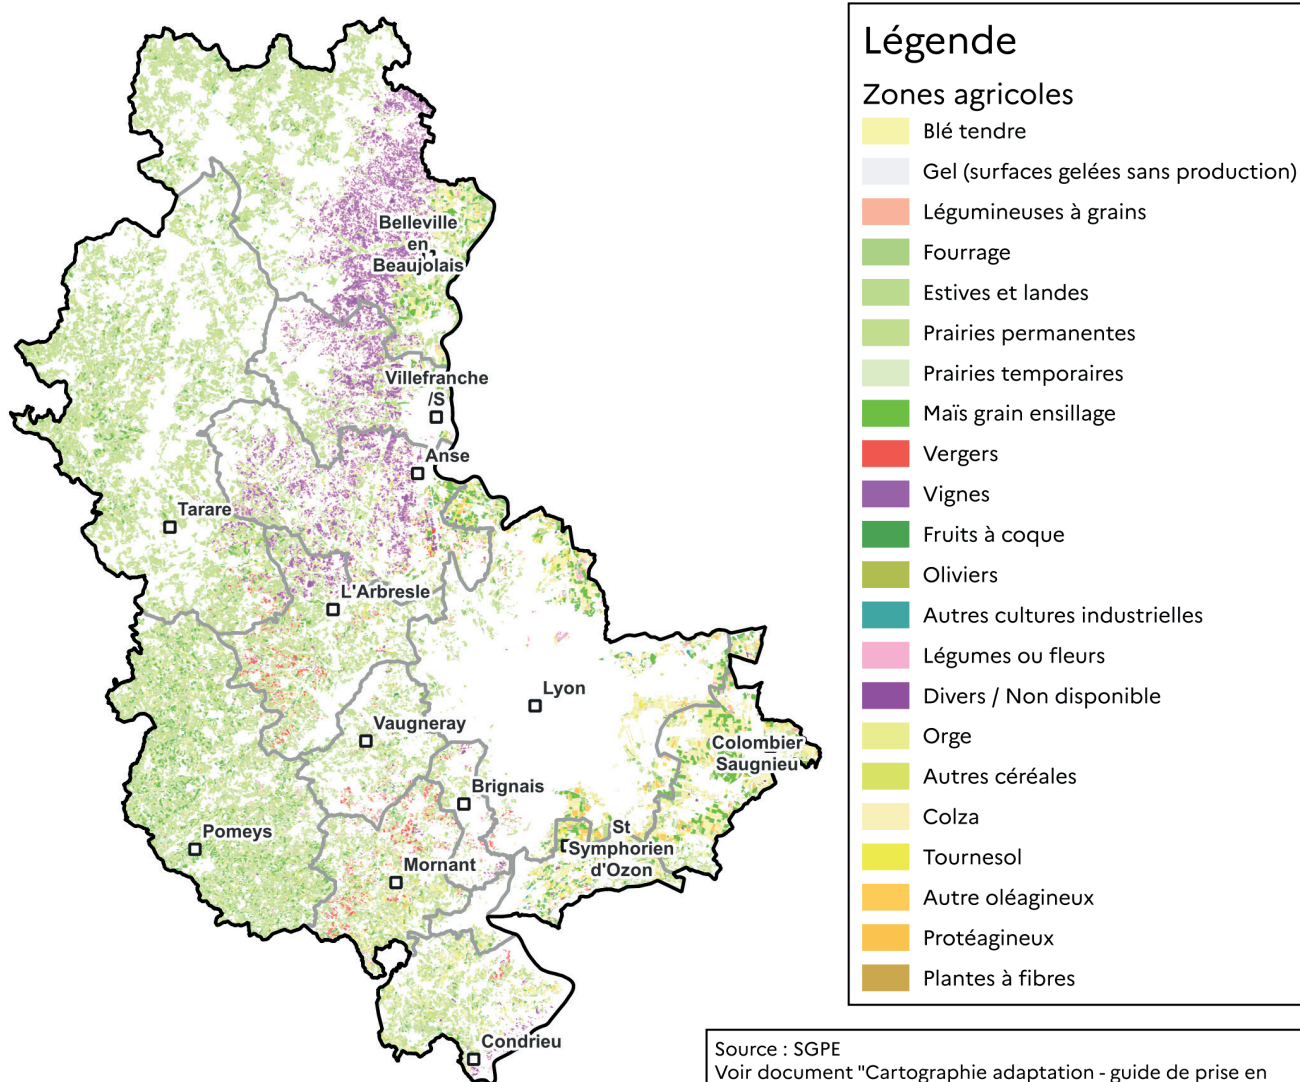 Légende
Zones agricoles
Blé tendre
Gel (surfaces gelées sans production)
Légumineuses à grains
Fourrage
Estives et landes
Prairies permanentes
Prairies temporaires
Maïs grain ensillage
Vergers
Vignes
Fruits à coque
Oliviers
Autres cultures industrielles
Légumes ou fleurs
Divers / Non disponible
Orge
Autres céréales
Colza
Tournesol
Autre oléagineux
Protéagineux
Plantes à fibres
Belleville
en
Beaujolais
Villefranche
/S
Anse
Tarare
L'Arbresle
Lyon
Vaugneray
Colombier
Saugnieu
Brignais
Pomeys
St
Symphorien
d'Ozon
Mornant
Condrieu
Source : SGPE
Voir document "Cartographie adaptation - guide de prise en